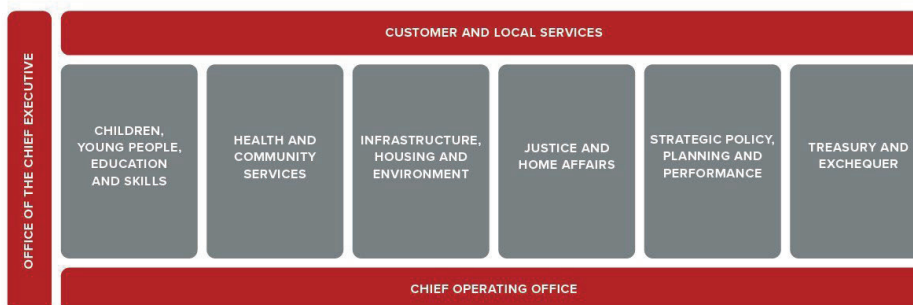 OFFICE OF THE CHIEF EXECUTIVE
CUSTOMER AND LOCAL SERVICES
CHILDREN,
YOUNG PEOPLE,
EDUCATION
AND SKILLS
HEALTH AND
COMMUNITY
SERVICES
INFRASTRUCTURE,
HOUSING AND
ENVIRONMENT
JUSTICE AND
HOME AFFAIRS
STRATEGIC POLICY,
PLANNING AND
PERFORMANCE
TREASURY AND
EXCHEQUER
CHIEF OPERATING OFFICE